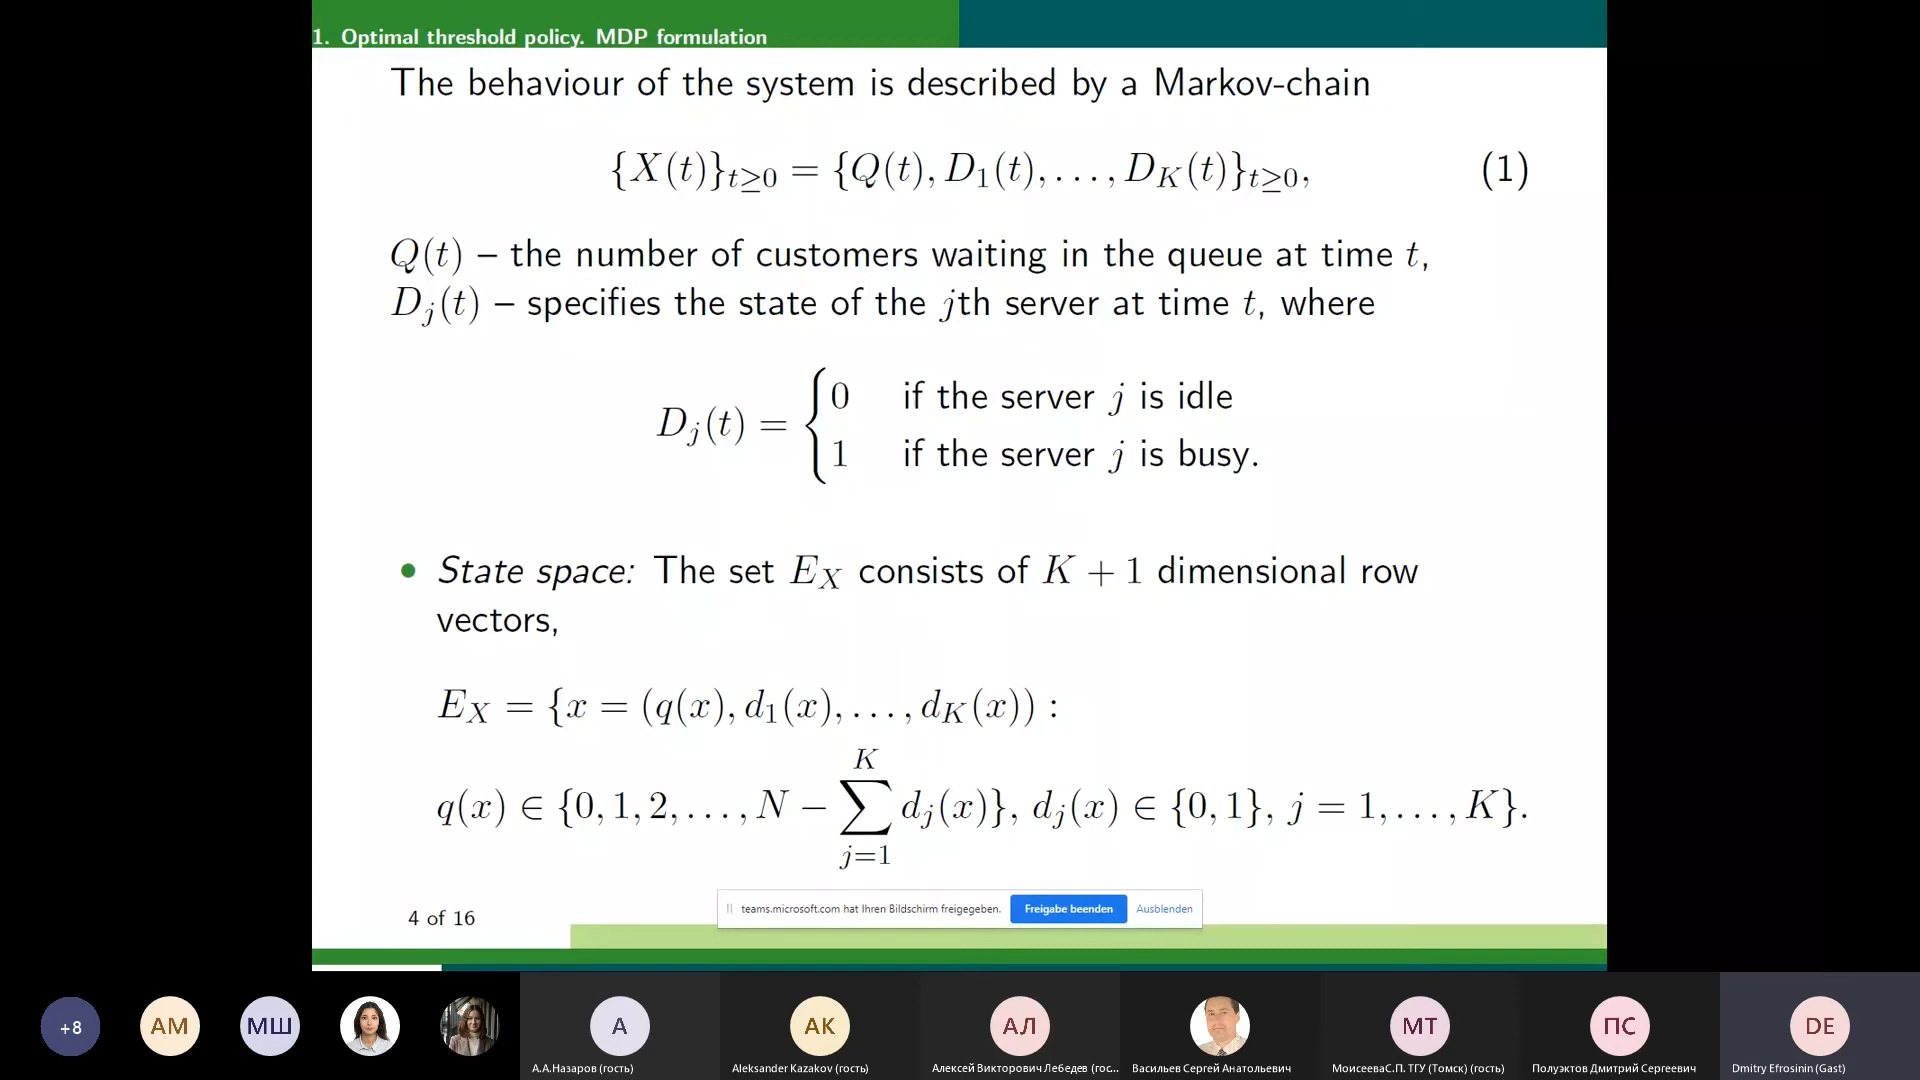 1. Optimal threshold policy. MDP formulation
The behaviour of the system is described by a Markov-chain
{X(t)}_{t≥0} = {Q(t), D_1(t), . . . , D_K(t)}_{t≥0}, (1)
Q(t) – the number of customers waiting in the queue at time t,
D_j(t) – specifies the state of the jth server at time t, where
D_j(t) = { 0 if the server j is idle
1 if the server j is busy.
• State space: The set E_X consists of K + 1 dimensional row
vectors,
E_X = {x = (q(x), d_1(x), . . . , d_K(x)) :
q(x) ∈ {0, 1, 2, . . . , N − ∑_{j=1}^{K} d_j(x)}, d_j(x) ∈ {0, 1}, j = 1, . . . , K}.
teams.microsoft.com hat Ihren Bildschirm freigegeben. Freigabe beenden Ausblenden
4 of 16
+8 АМ МШ А АК АЛ МТ ПС DE
А.А.Назаров (гость) Aleksander Kazakov (гость) Алексей Викторович Лебедев (гос... Васильев Сергей Анатольевич МоисееваС.П. ТГУ (Томск) (гость) Полуэктов Дмитрий Сергеевич Dmitry Efrosinin (Gast)